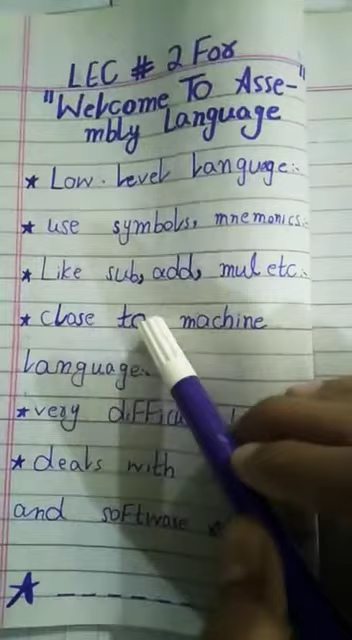 LEC # 2 For
"Welcome To Asse-"
mbly Language
* Low-Level Language:-
* use symbols, mnemonics:-
* Like sub, add, mul etc:-
* close to machine
Language:-
* very
* deals with
and software